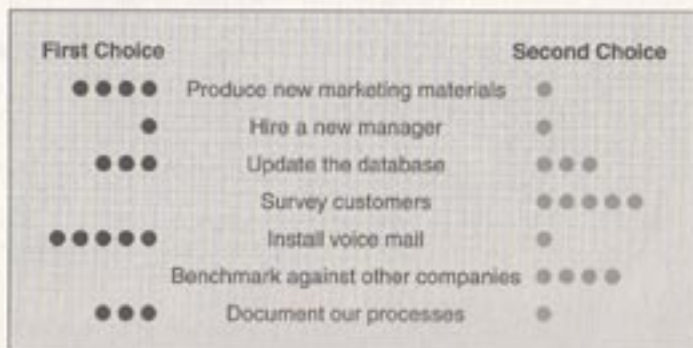 First Choice Second Choice
Produce new marketing materials
Hire a new manager
Update the database
Survey customers
Install voice mail
Benchmark against other companies
Document our processes